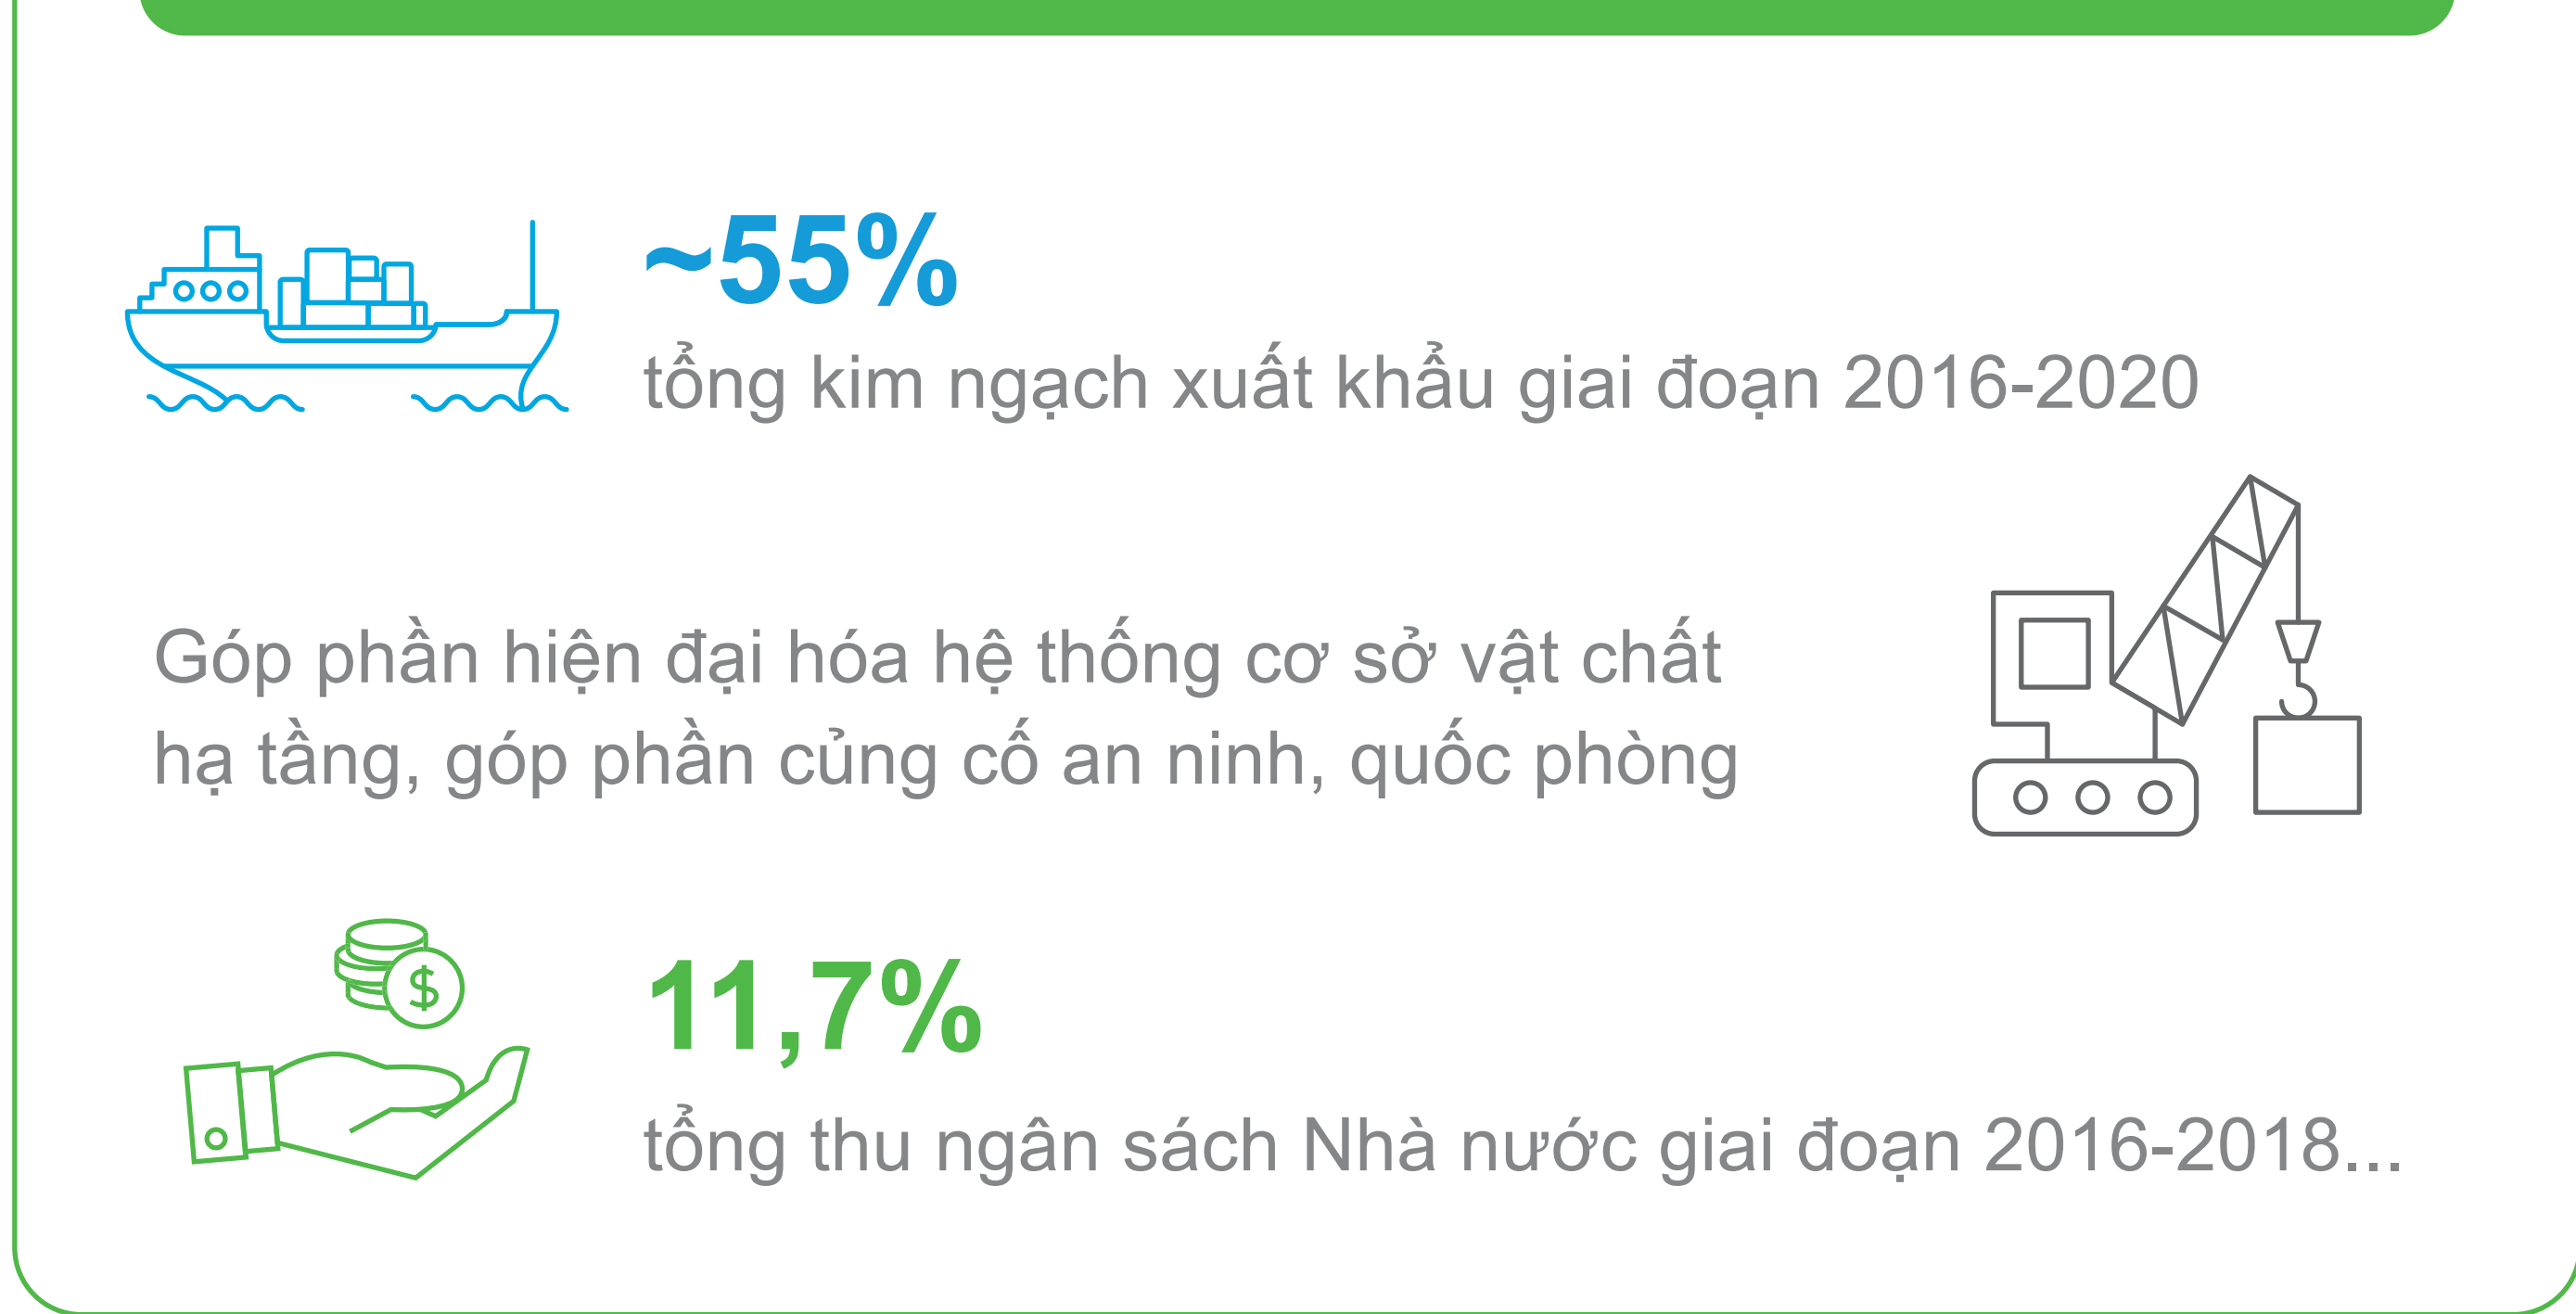 ~55%
tổng kim ngạch xuất khẩu giai đoạn 2016-2020
Góp phần hiện đại hóa hệ thống cơ sở vật chất
hạ tầng, góp phần củng cố an ninh, quốc phòng
$
11,7%
tổng thu ngân sách Nhà nước giai đoạn 2016-2018...